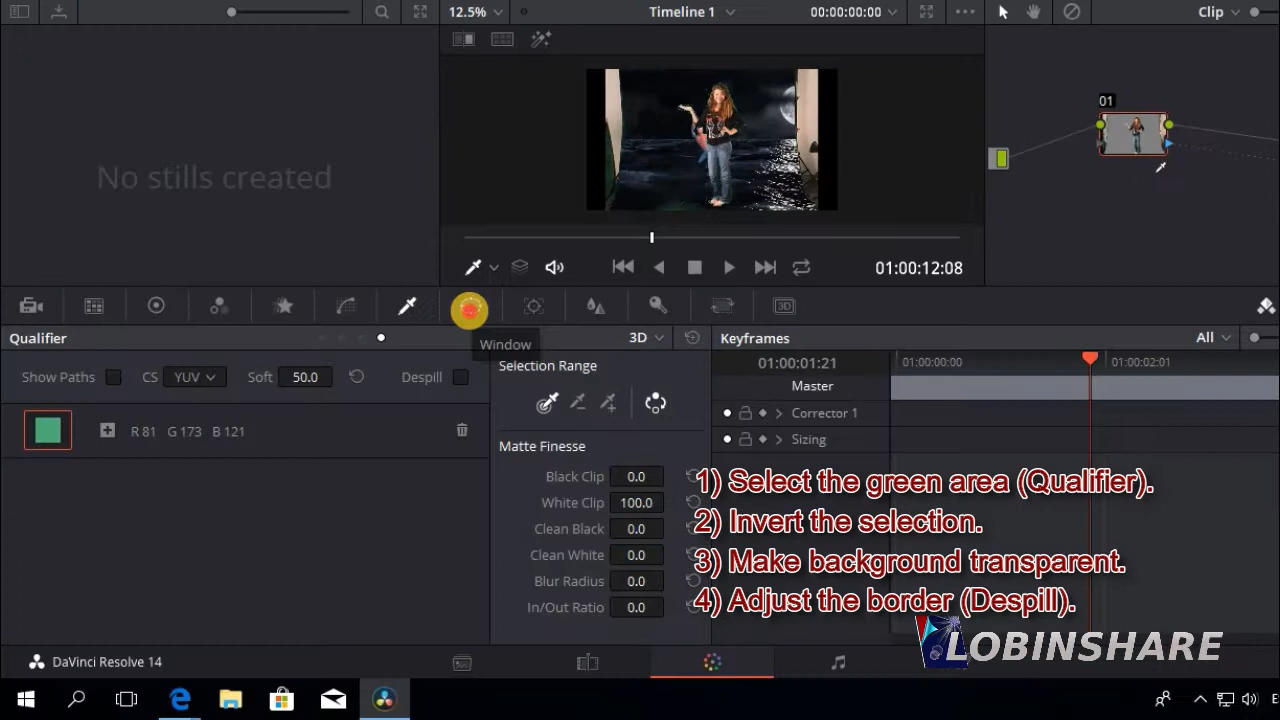 12.5%
Timeline 1
00:00:00:00
Clip
01
No stills created
01:00:12:08
3D
Qualifier
3D
Keyframes
All
Window
Show Paths
CS
YUV
Soft
50.0
Despill
Selection Range
01:00:01:21
01:00:00:00
01:00:02:01
Master
R 81 G 173 B 121
Corrector 1
Sizing
Matte Finesse
Black Clip 0.0
White Clip 100.0
Clean Black 0.0
Clean White 0.0
Blur Radius 0.0
In/Out Ratio 0.0
1) Select the green area (Qualifier).
2) Invert the selection.
3) Make background transparent.
4) Adjust the border (Despill).
LOBINSHARE
DaVinci Resolve 14